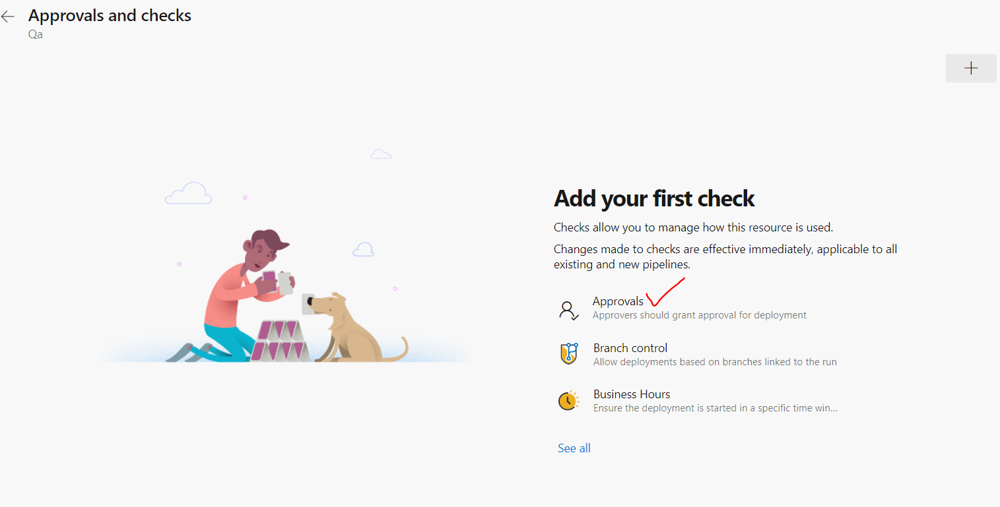 Approvals and checks
Qa
Add your first check
Checks allow you to manage how this resource is used.
Changes made to checks are effective immediately, applicable to all
existing and new pipelines.
Approvals
Approvers should grant approval for deployment
Branch control
Allow deployments based on branches linked to the run
Business Hours
Ensure the deployment is started in a specific time win...
See all